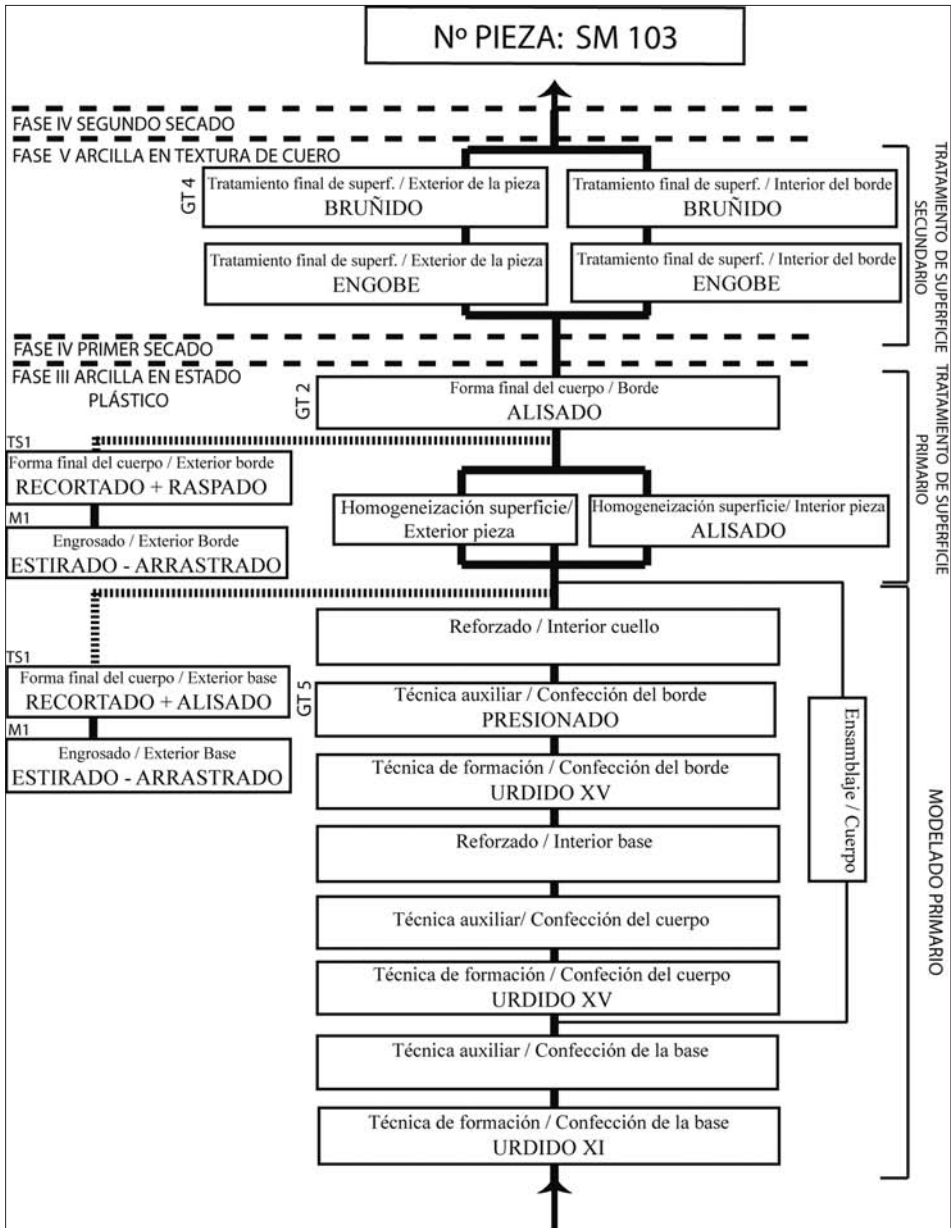 Nº PIEZA: SM 103
FASE IV SEGUNDO SECADO
FASE V ARCILLA EN TEXTURA DE CUERO
TRATAMIENTO DE SUPERFICIE
SECUNDARIO
GT 4
Tratamiento final de superf. / Exterior de la pieza
BRUÑIDO
Tratamiento final de superf. / Interior del borde
BRUÑIDO
Tratamiento final de superf. / Exterior de la pieza
ENGOBE
Tratamiento final de superf. / Interior del borde
ENGOBE
FASE IV PRIMER SECADO
FASE III ARCILLA EN ESTADO
PLÁSTICO
TRATAMIENTO DE SUPERFICIE
PRIMARIO
GT 2
Forma final del cuerpo / Borde
ALISADO
TS1
Forma final del cuerpo / Exterior borde
RECORTADO + RASPADO
M1
Engrosado / Exterior Borde
ESTIRADO - ARRASTRADO
Homogeneización superficie/
Exterior pieza
Homogeneización superficie/ Interior pieza
ALISADO
Reforzado / Interior cuello
TS1
Forma final del cuerpo / Exterior base
RECORTADO + ALISADO
M1
Engrosado / Exterior Base
ESTIRADO - ARRASTRADO
GT 5
Técnica auxiliar / Confección del borde
PRESIONADO
Técnica de formación / Confección del borde
URDIDO XV
Reforzado / Interior base
Técnica auxiliar/ Confección del cuerpo
Técnica de formación / Confeción del cuerpo
URDIDO XV
Técnica auxiliar / Confección de la base
Técnica de formación / Confección de la base
URDIDO XI
Ensamblaje / Cuerpo
MODELADO PRIMARIO